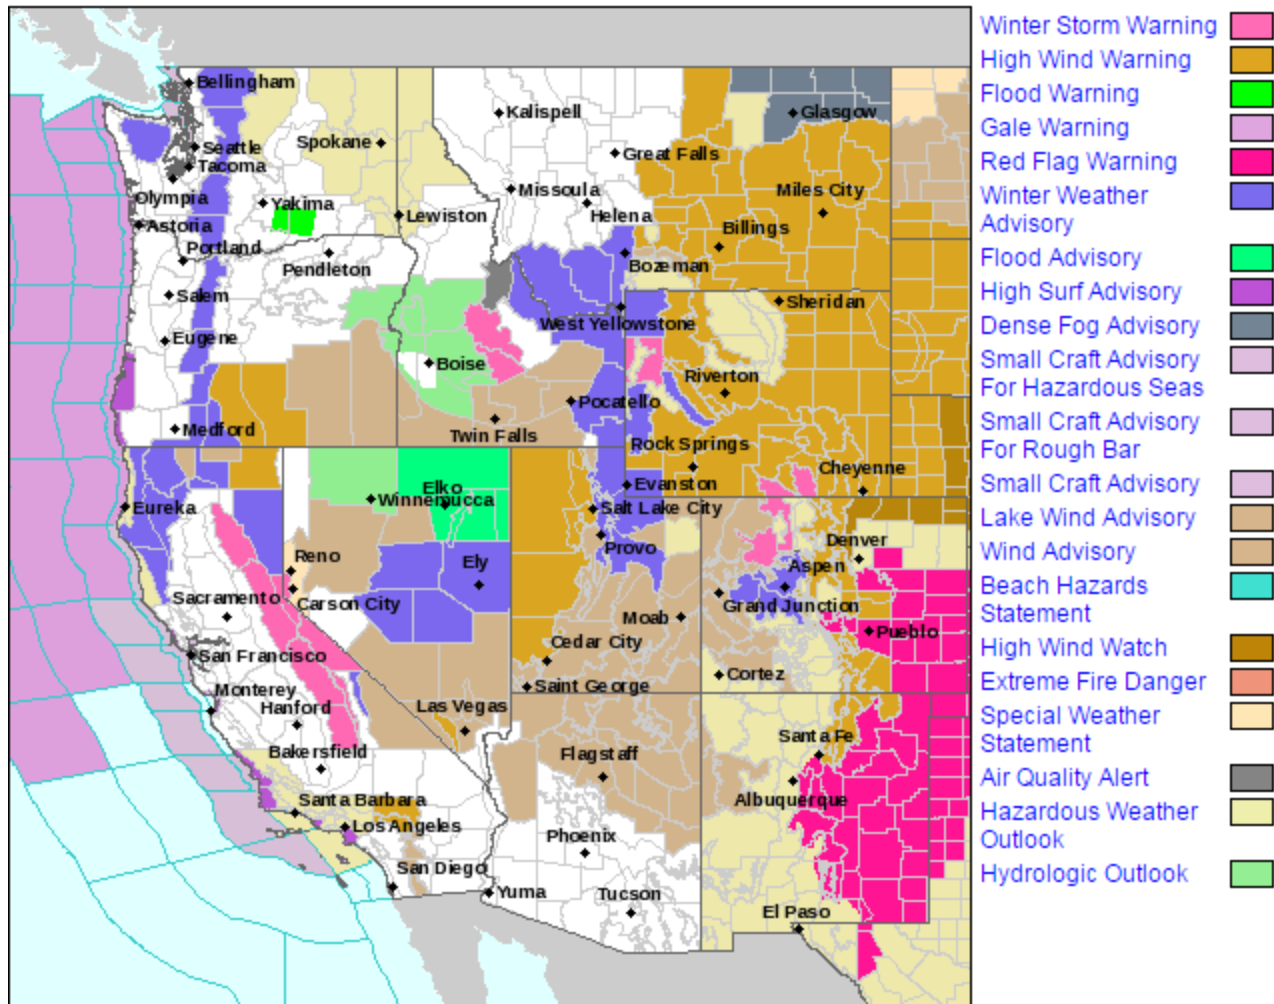 Bellingham
Seattle
Tacoma
Olympia
Astoria
Portland
Salem
Eugene
Medford
Yakima
Spokane
Lewiston
Pendleton
Kalispell
Great Falls
Missoula
Helena
Glasgow
Miles City
Billings
Bozeman
West Yellowstone
Sheridan
Riverton
Boise
Pocatello
Twin Falls
Rock Springs
Cheyenne
Evanston
Eureka
Winnemucca
Elko
Salt Lake City
Provo
Reno
Ely
Carson City
Sacramento
San Francisco
Denver
Aspen
Grand Junction
Moab
Pueblo
Cedar City
Saint George
Cortez
Monterey
Hanford
Las Vegas
Bakersfield
Flagstaff
Santa Fe
Albuquerque
Santa Barbara
Los Angeles
San Diego
Phoenix
Yuma
Tucson
El Paso
Winter Storm Warning
High Wind Warning
Flood Warning
Gale Warning
Red Flag Warning
Winter Weather
Advisory
Flood Advisory
High Surf Advisory
Dense Fog Advisory
Small Craft Advisory
For Hazardous Seas
Small Craft Advisory
For Rough Bar
Small Craft Advisory
Lake Wind Advisory
Wind Advisory
Beach Hazards
Statement
High Wind Watch
Extreme Fire Danger
Special Weather
Statement
Air Quality Alert
Hazardous Weather
Outlook
Hydrologic Outlook